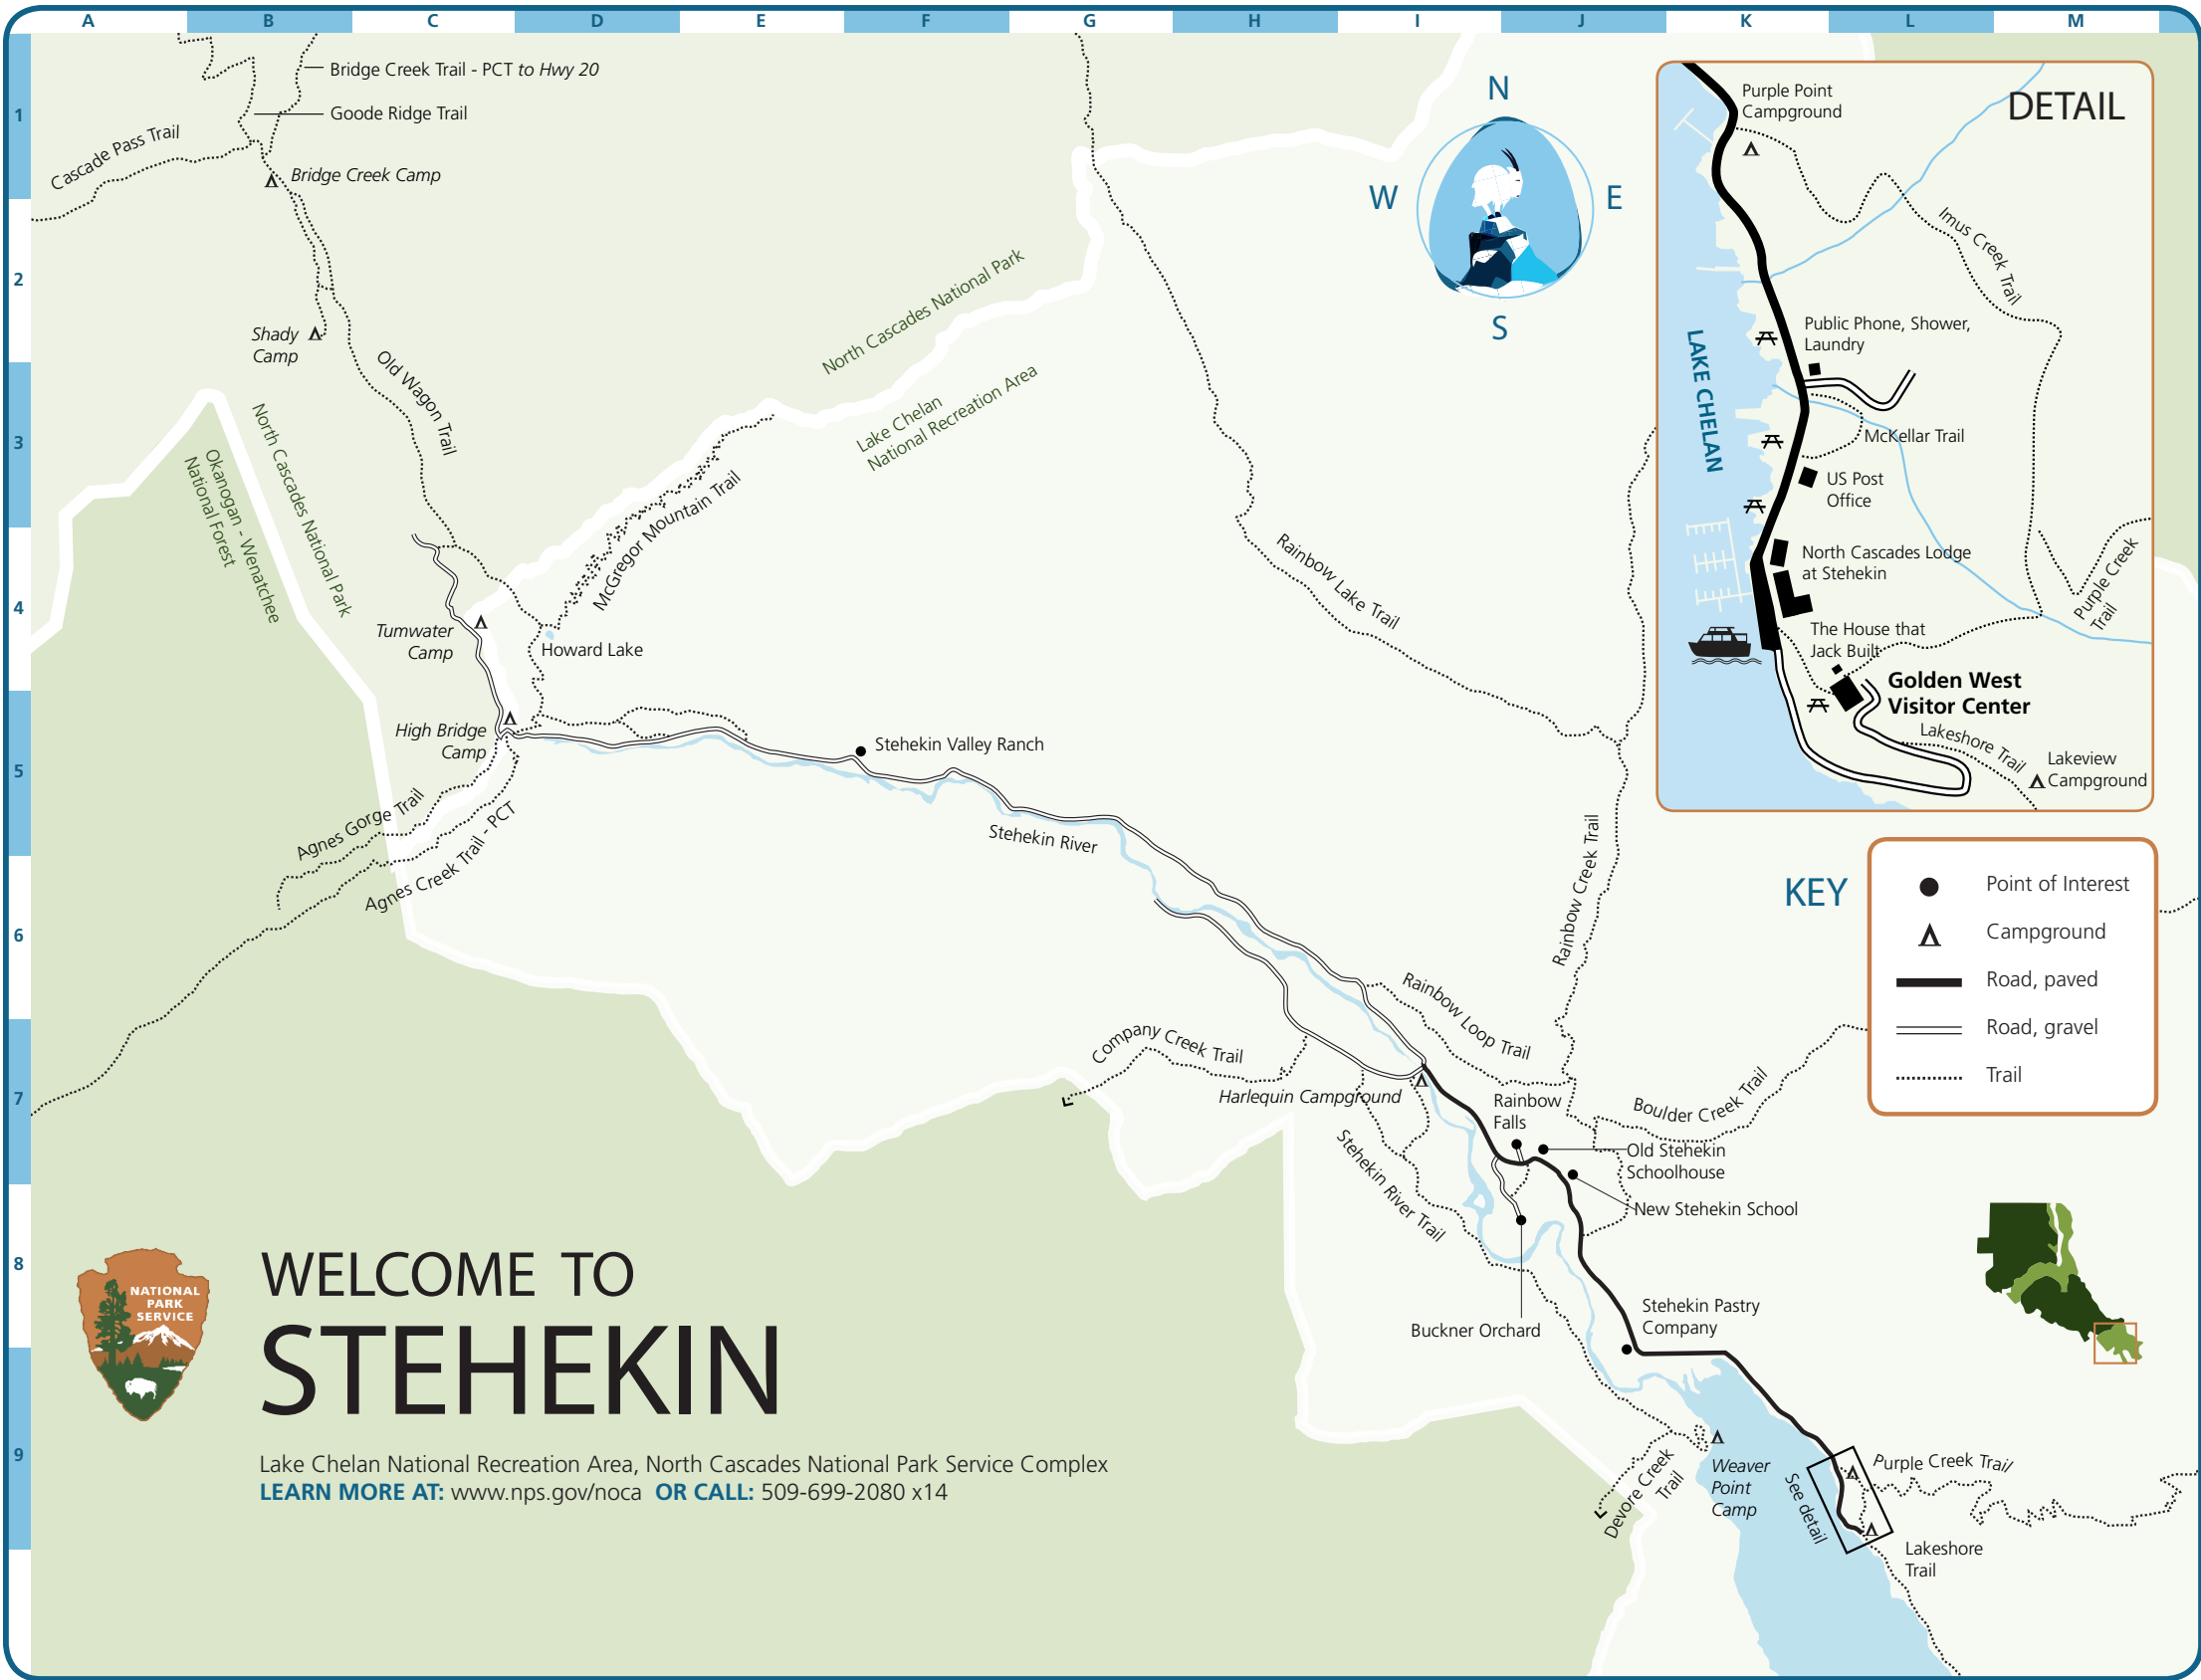 A B C D E F G H I J K L M
1
2
3
4
5
6
7
8
9
Bridge Creek Trail - PCT to Hwy 20
Goode Ridge Trail
Cascade Pass Trail
Bridge Creek Camp
Shady
Camp
Old Wagon Trail
North Cascades National Park
Okanogan - Wenatchee
National Forest
North Cascades National Park
Lake Chelan
National Recreation Area
McGregor Mountain Trail
Tumwater
Camp
Howard Lake
High Bridge
Camp
Agnes Gorge Trail
Agnes Creek Trail - PCT
Stehekin Valley Ranch
Stehekin River
Rainbow Lake Trail
Rainbow Creek Trail
Rainbow Loop Trail
Company Creek Trail
Harlequin Campground
Stehekin River Trail
Rainbow
Falls
Boulder Creek Trail
Old Stehekin
Schoolhouse
New Stehekin School
Buckner Orchard
Stehekin Pastry
Company
Devore Creek
Trail
Weaver
Point
Camp
See detail
Purple Creek Trail
Lakeshore
Trail
N
W
E
S
DETAIL
Purple Point
Campground
Imus Creek Trail
LAKE CHELAN
Public Phone, Shower,
Laundry
McKellar Trail
US Post
Office
North Cascades Lodge
at Stehekin
Purple Creek
Trail
The House that
Jack Built
Golden West
Visitor Center
Lakeshore Trail
Lakeview
Campground
KEY
Point of Interest
Campground
Road, paved
Road, gravel
Trail
NATIONAL
PARK
SERVICE
WELCOME TO
STEHEKIN
Lake Chelan National Recreation Area, North Cascades National Park Service Complex
LEARN MORE AT: www.nps.gov/noca OR CALL: 509-699-2080 x14